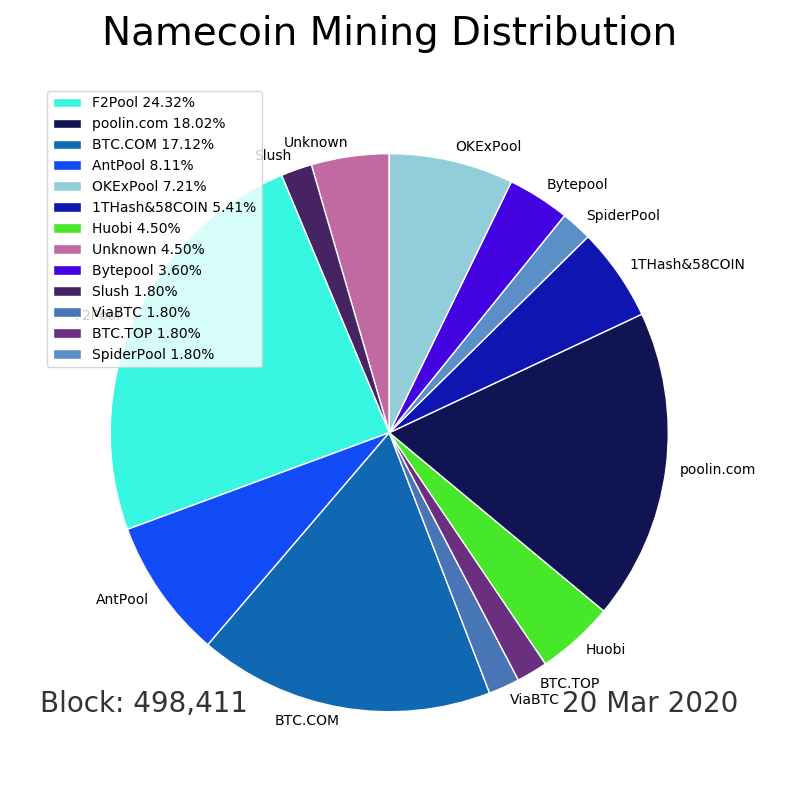 Namecoin Mining Distribution
F2Pool 24.32%
poolin.com 18.02%
BTC.COM 17.12%
AntPool 8.11%
OKExPool 7.21%
1THash&58COIN 5.41%
Huobi 4.50%
Unknown 4.50%
Bytepool 3.60%
Slush 1.80%
ViaBTC 1.80%
BTC.TOP 1.80%
SpiderPool 1.80%
Unknown
Slush
OKExPool
Bytepool
SpiderPool
1THash&58COIN
F2Pool
poolin.com
AntPool
Huobi
BTC.TOP
ViaBTC
BTC.COM
Block: 498,411
20 Mar 2020